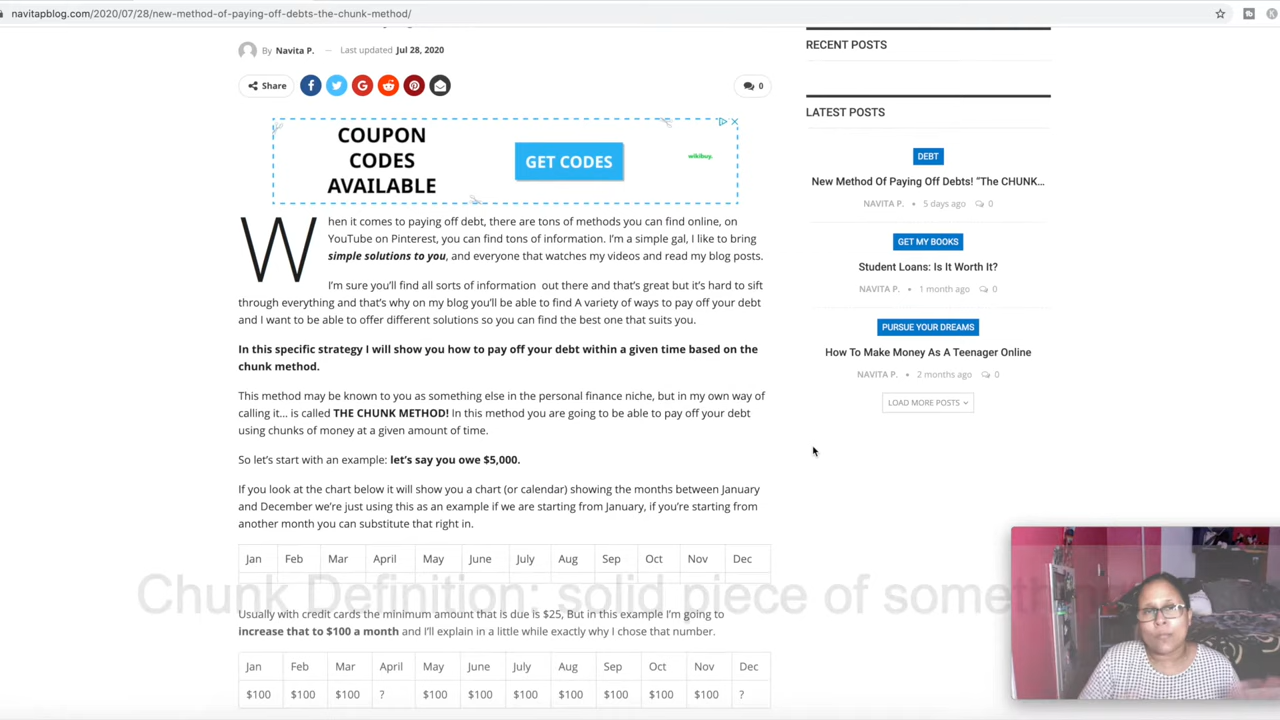 navitapblog.com/2020/07/28/new-method-of-paying-off-debts-the-chunk-method/
By Navita P. — Last updated Jul 28, 2020
Share
0
COUPON
CODES
AVAILABLE
GET CODES
wikibuy.
When it comes to paying off debt, there are tons of methods you can find online, on
YouTube on Pinterest, you can find tons of information. I'm a simple gal, I like to bring
simple solutions to you, and everyone that watches my videos and read my blog posts.
I'm sure you'll find all sorts of information out there and that's great but it's hard to sift
through everything and that's why on my blog you'll be able to find A variety of ways to pay off your debt
and I want to be able to offer different solutions so you can find the best one that suits you.
In this specific strategy I will show you how to pay off your debt within a given time based on the
chunk method.
This method may be known to you as something else in the personal finance niche, but in my own way of
calling it... is called THE CHUNK METHOD! In this method you are going to be able to pay off your debt
using chunks of money at a given amount of time.
So let's start with an example: let's say you owe $5,000.
If you look at the chart below it will show you a chart (or calendar) showing the months between January
and December we're just using this as an example if we are starting from January, if you're starting from
another month you can substitute that right in.
Jan Feb Mar April May June July Aug Sep Oct Nov Dec
Chunk Definition: solid piece of someth
Usually with credit cards the minimum amount that is due is $25, But in this example I'm going to
increase that to $100 a month and I'll explain in a little while exactly why I chose that number.
Jan Feb Mar April May June July Aug Sep Oct Nov Dec
$100 $100 $100 ? $100 $100 $100 $100 $100 $100 $100 ?
RECENT POSTS
LATEST POSTS
DEBT
New Method Of Paying Off Debts! "The CHUNK...
NAVITA P. • 5 days ago 0
GET MY BOOKS
Student Loans: Is It Worth It?
NAVITA P. • 1 month ago 0
PURSUE YOUR DREAMS
How To Make Money As A Teenager Online
NAVITA P. • 2 months ago 0
LOAD MORE POSTS